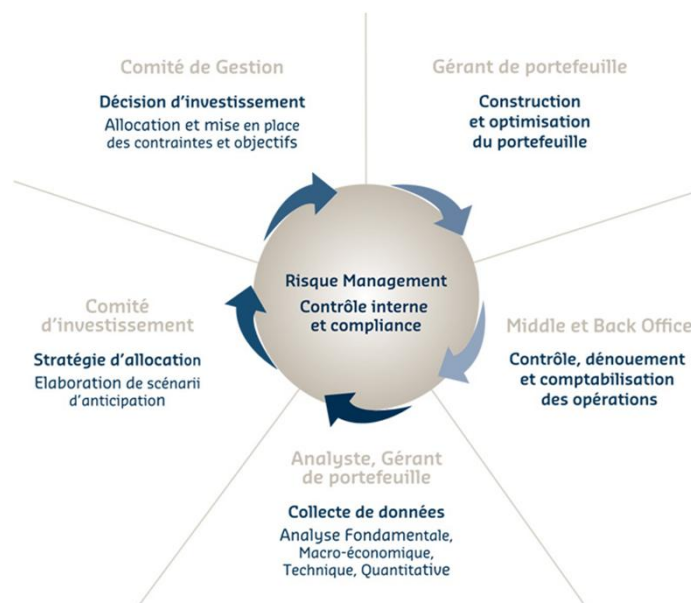 Comité de Gestion
Décision d'investissement
Allocation et mise en place
des contraintes et objectifs
Gérant de portefeuille
Construction
et optimisation
du portefeuille
Risque Management
Contrôle interne
et compliance
Comité
d'investissement
Stratégie d'allocation
Elaboration de scénarii
d'anticipation
Middle et Back Office
Contrôle, dénouement
et comptabilisation
des opérations
Analyste, Gérant
de portefeuille
Collecte de données
Analyse Fondamentale,
Macro-économique,
Technique, Quantitative